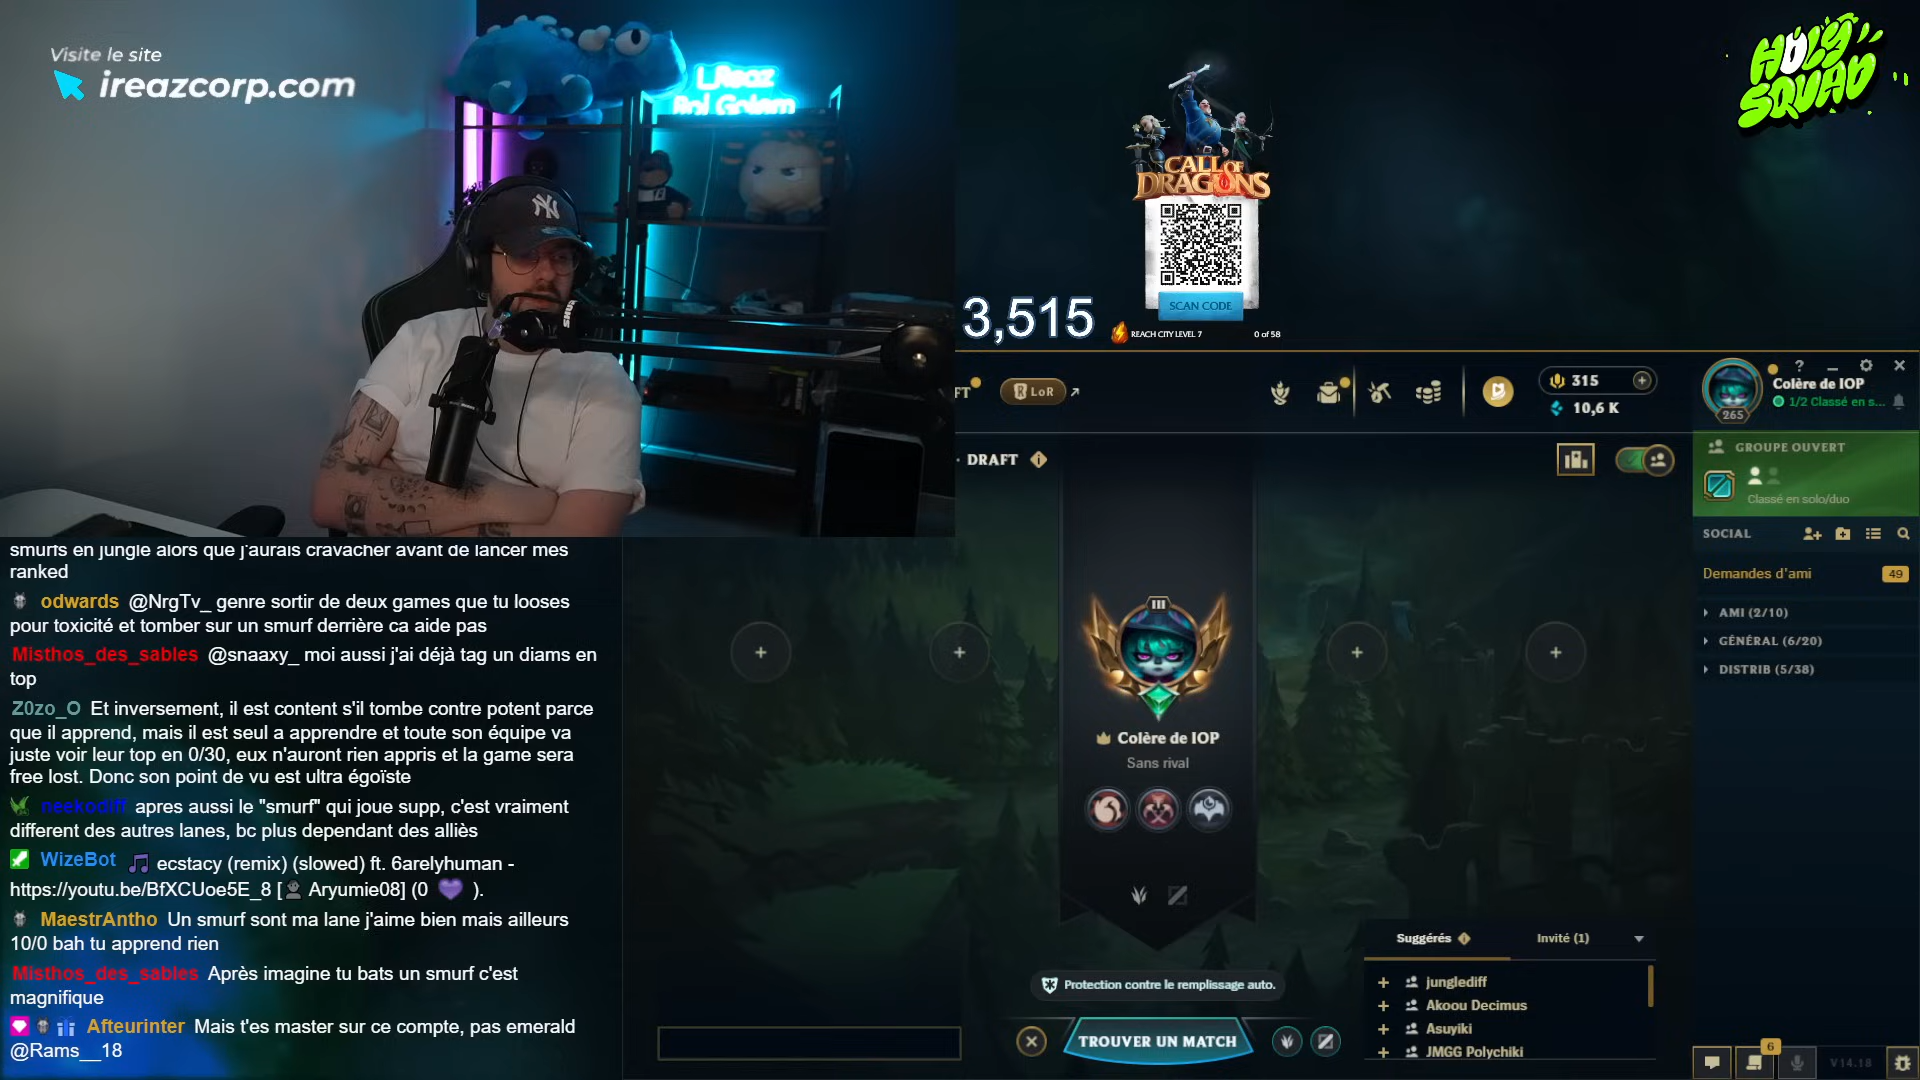 Visite le site
ireazcorp.com
I_Reaz
Rol Golem
NY
CALL OF
DRAGONS
SCAN CODE
3,515
REACH CITY LEVEL 7
0 of 58
HOLY
SQUAD
LoR
315
10,6 K
265
?
Colère de IOP
1/2 Classé en s...
DRAFT
GROUPE OUVERT
Classé en solo/duo
SOCIAL
Demandes d'ami
49
AMI (2/10)
GÉNÉRAL (6/20)
DISTRIB (5/38)
III
Colère de IOP
Sans rival
Protection contre le remplissage auto.
TROUVER UN MATCH
Suggérés
Invité (1)
junglediff
Akoou Decimus
Asuyiki
JMGG Polychiki
6
V14.18
smurfs en jungle alors que j'aurais cravacher avant de lancer mes
ranked
odwards @NrgTv_ genre sortir de deux games que tu looses
pour toxicité et tomber sur un smurf derrière ca aide pas
Misthos_des_sables @snaaxy_ moi aussi j'ai déjà tag un diams en
top
Z0zo_O Et inversement, il est content s'il tombe contre potent parce
que il apprend, mais il est seul a apprendre et toute son équipe va
juste voir leur top en 0/30, eux n'auront rien appris et la game sera
free lost. Donc son point de vu est ultra égoïste
neekodiff apres aussi le "smurf" qui joue supp, c'est vraiment
different des autres lanes, bc plus dependant des alliès
WizeBot ecstacy (remix) (slowed) ft. 6arelyhuman -
https://youtu.be/BfXCUoe5E_8 [ Aryumie08] (0 ).
MaestrAntho Un smurf sont ma lane j'aime bien mais ailleurs
10/0 bah tu apprend rien
Misthos_des_sables Après imagine tu bats un smurf c'est
magnifique
Afteurinter Mais t'es master sur ce compte, pas emerald
@Rams__18